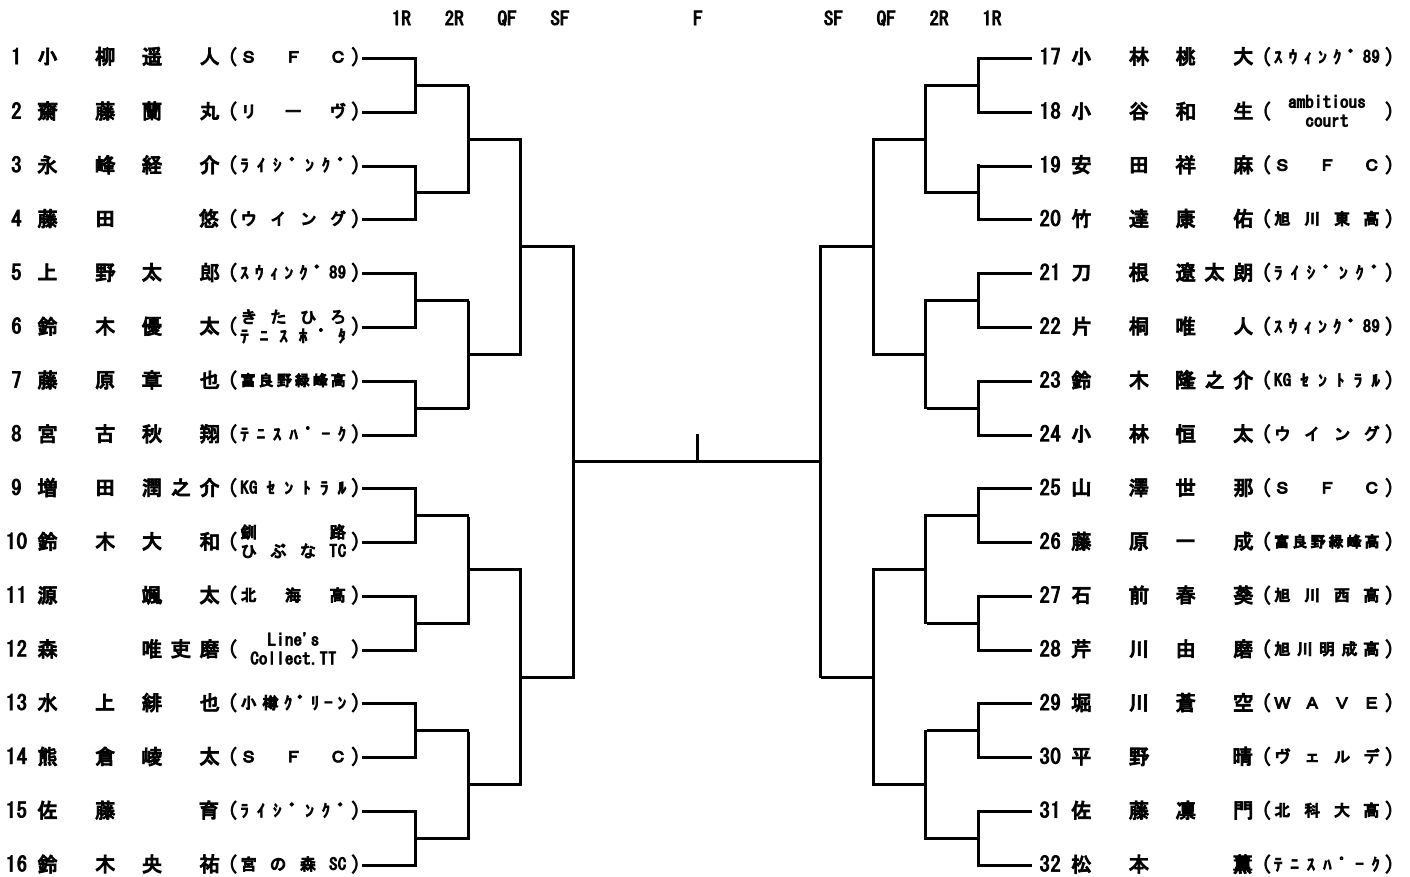 1R 2R QF SF F SF QF 2R 1R
1 小柳遥人 (ＳＦＣ)
2 齋藤蘭丸 (リーヴ)
3 永峰経介 (ﾗｲｼﾞﾝｸﾞ)
4 藤田悠 (ウイング)
5 上野太郎 (ｽｳｨﾝｸﾞ89)
6 鈴木優太 (きたひろ
ﾃﾆｽﾎ・ﾀ)
7 藤原章也 (富良野緑峰高)
8 宮古秋翔 (ﾃﾆｽﾊﾟｰｸ)
9 増田潤之介 (KGｾﾝﾄﾗﾙ)
10 鈴木大和 (釧路
ひぶなTC)
11 源颯太 (北海高)
12 森唯吏磨 (Line's
Collect.TT)
13 水上緋也 (小樽ｸﾞﾘｰﾝ)
14 熊倉崚太 (ＳＦＣ)
15 佐藤育 (ﾗｲｼﾞﾝｸﾞ)
16 鈴木央祐 (宮の森SC)
17 小林桃大 (ｽｳｨﾝｸﾞ89)
18 小谷和生 (ambitious
court)
19 安田祥麻 (ＳＦＣ)
20 竹達康佑 (旭川東高)
21 刀根遼太朗 (ﾗｲｼﾞﾝｸﾞ)
22 片桐唯人 (ｽｳｨﾝｸﾞ89)
23 鈴木隆之介 (KGｾﾝﾄﾗﾙ)
24 小林恒太 (ウイング)
25 山澤世那 (ＳＦＣ)
26 藤原一成 (富良野緑峰高)
27 石前春葵 (旭川西高)
28 芹川由磨 (旭川明成高)
29 堀川蒼空 (ＷＡＶＥ)
30 平野晴 (ヴェルデ)
31 佐藤凛門 (北科大高)
32 松本薫 (ﾃﾆｽﾊﾟｰｸ)